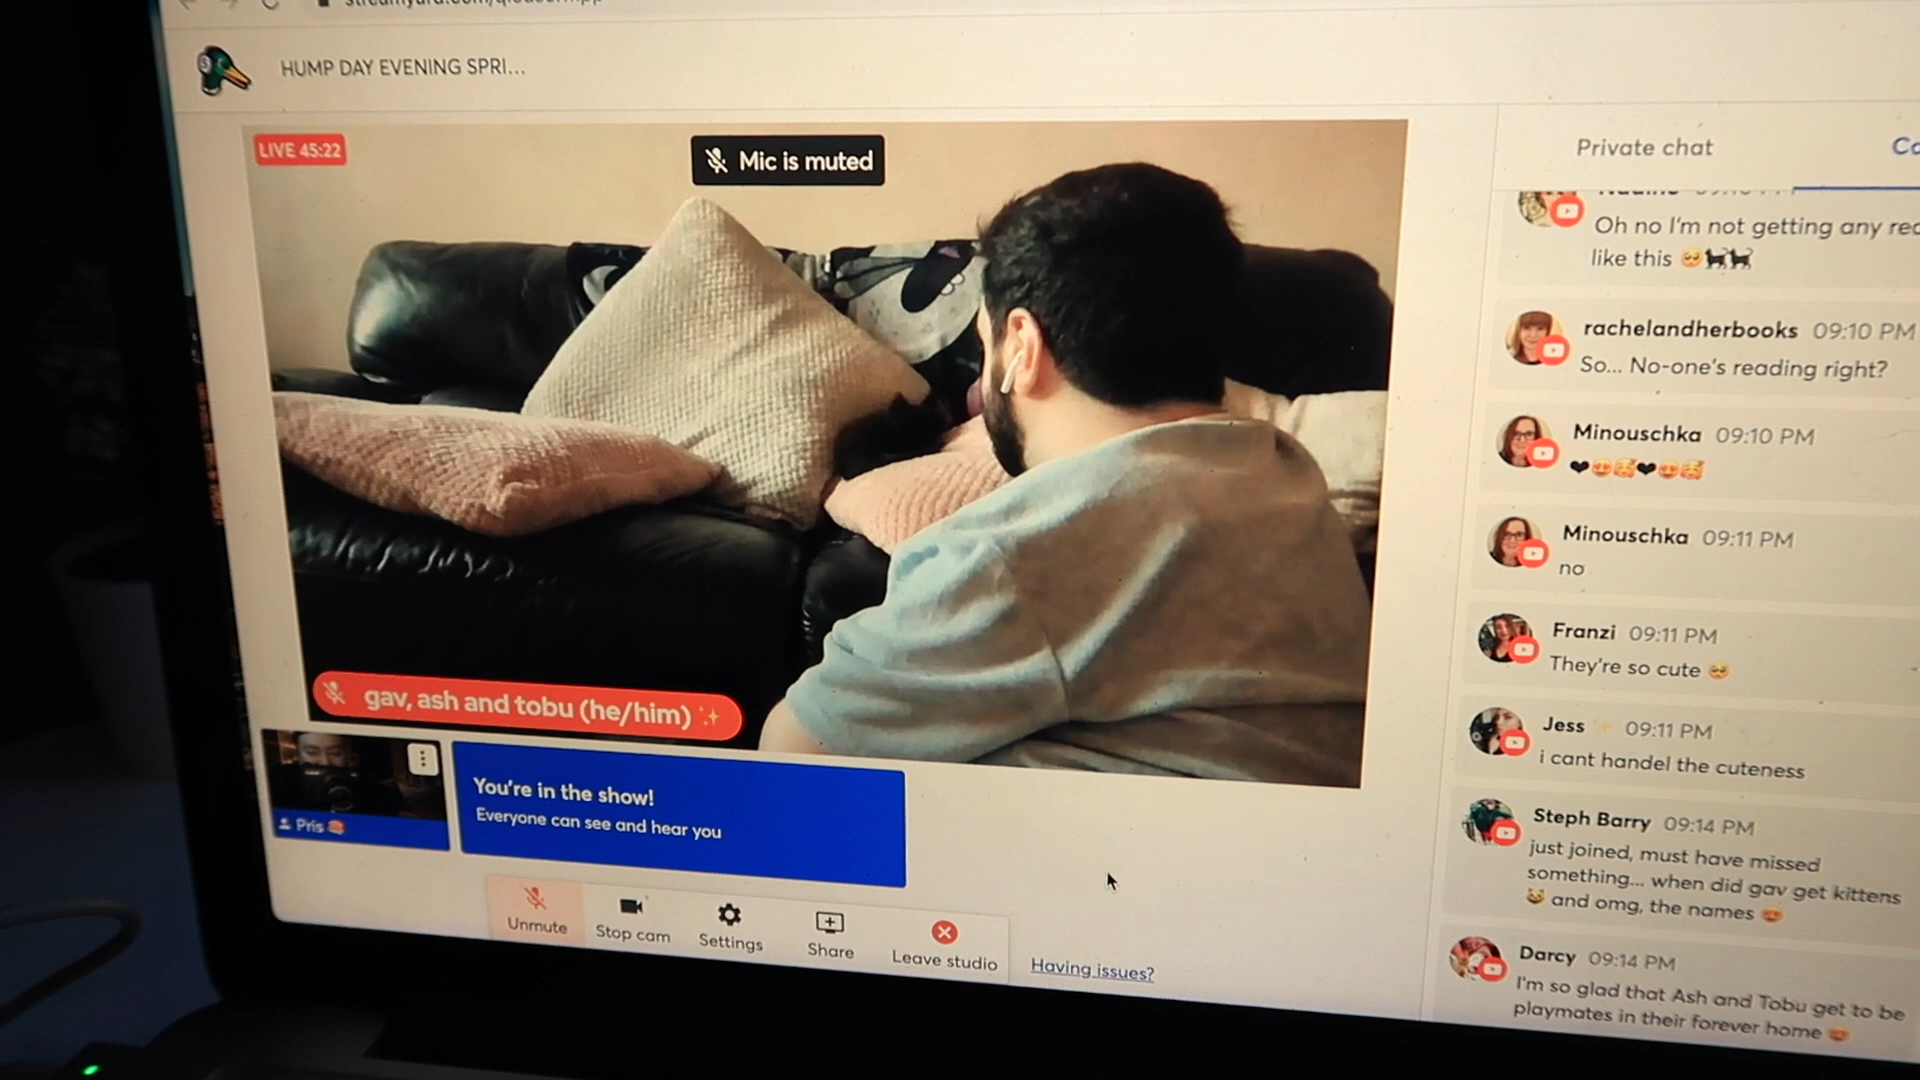 HUMP DAY EVENING SPRI...
LIVE 45:22
Mic is muted
gav, ash and tobu (he/him) ✨
Pris
You're in the show!
Everyone can see and hear you
Unmute
Stop cam
Settings
Share
Leave studio
Having issues?
Private chat
Oh no I'm not getting any
like this 🥺🐈‍⬛🐈‍⬛
rachelandherbooks 09:10 PM
So... No-one's reading right?
Minouschka 09:10 PM
❤😍🥰❤😍🥰
Minouschka 09:11 PM
no
Franzi 09:11 PM
They're so cute 🥺
Jess ✨ 09:11 PM
i cant handel the cuteness
Steph Barry 09:14 PM
just joined, must have missed
something... when did gav get kittens
😺 and omg, the names 😍
Darcy 09:14 PM
I'm so glad that Ash and Tobu get to be
playmates in their forever home 😍